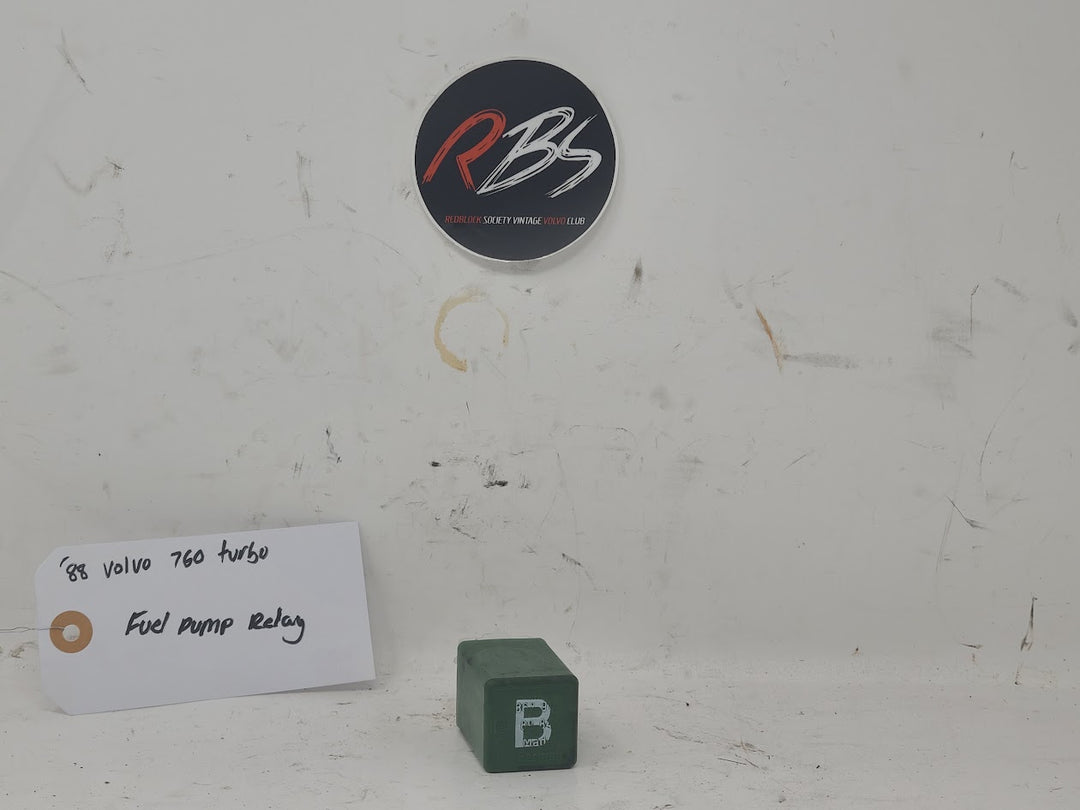 RBS
REDBLOCK SOCIETY VINTAGE VOLVO CLUB
'88 Volvo 760 turbo
Fuel Pump Relay
B